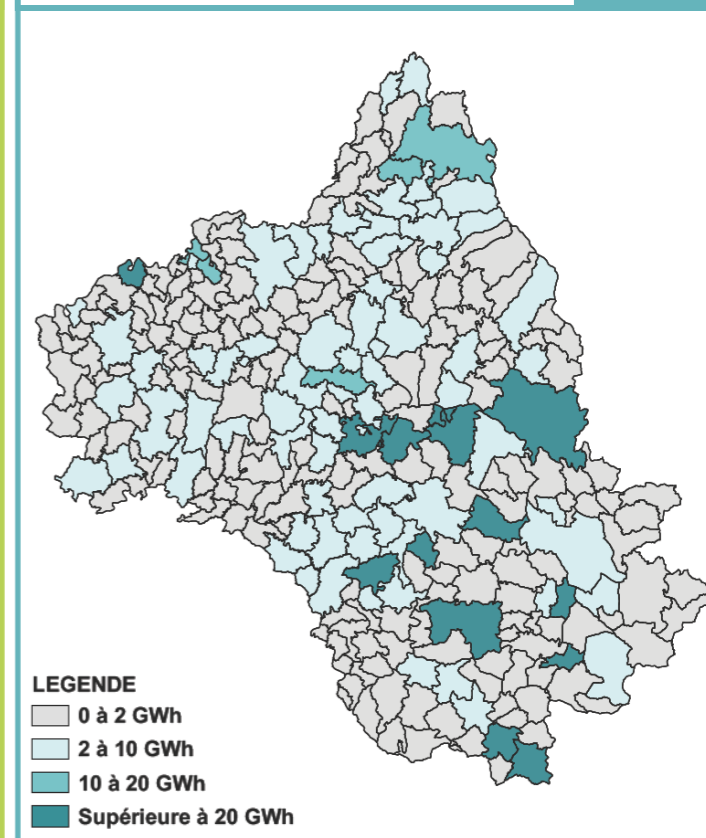 LEGENDE
0 à 2 GWh
2 à 10 GWh
10 à 20 GWh
Supérieure à 20 GWh